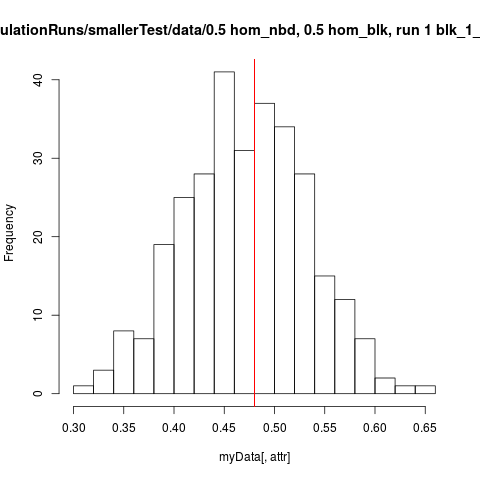 ulationRuns/smallerTest/data/0.5 hom_nbd, 0.5 hom_blk, run 1 blk_1_
Frequency
40
30
20
10
0
0.30 0.35 0.40 0.45 0.50 0.55 0.60 0.65
myData[, attr]